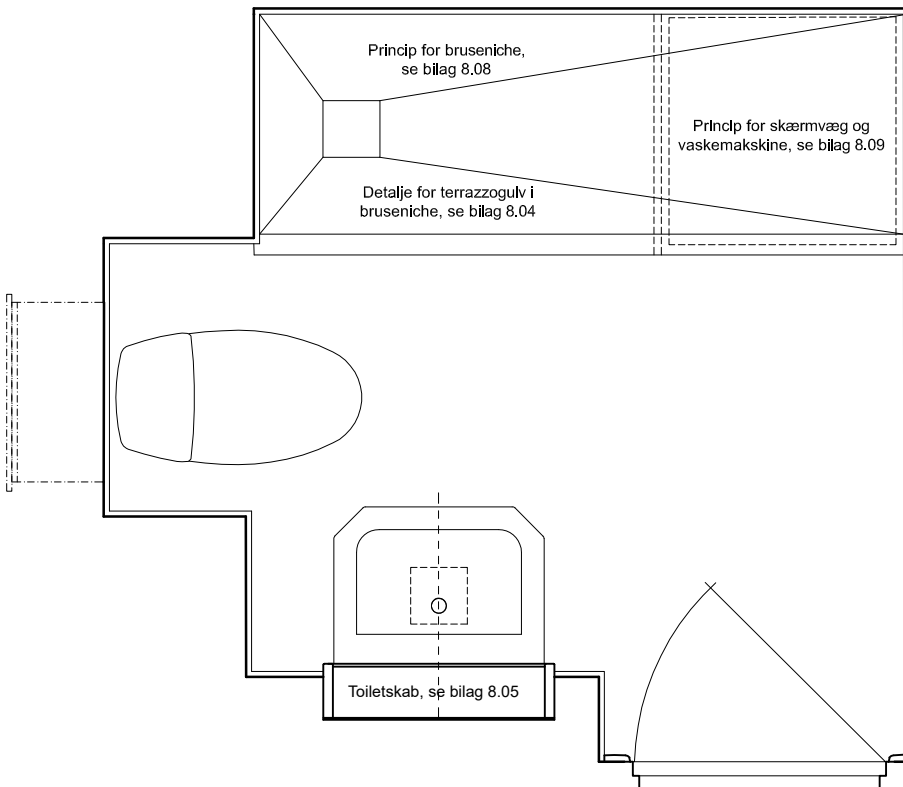 Princip for bruseniche,
se bilag 8.08
Princip for skærmvæg og
vaskemakskine, se bilag 8.09
Detalje for terrazzogulv i
bruseniche, se bilag 8.04
Toiletskab, se bilag 8.05